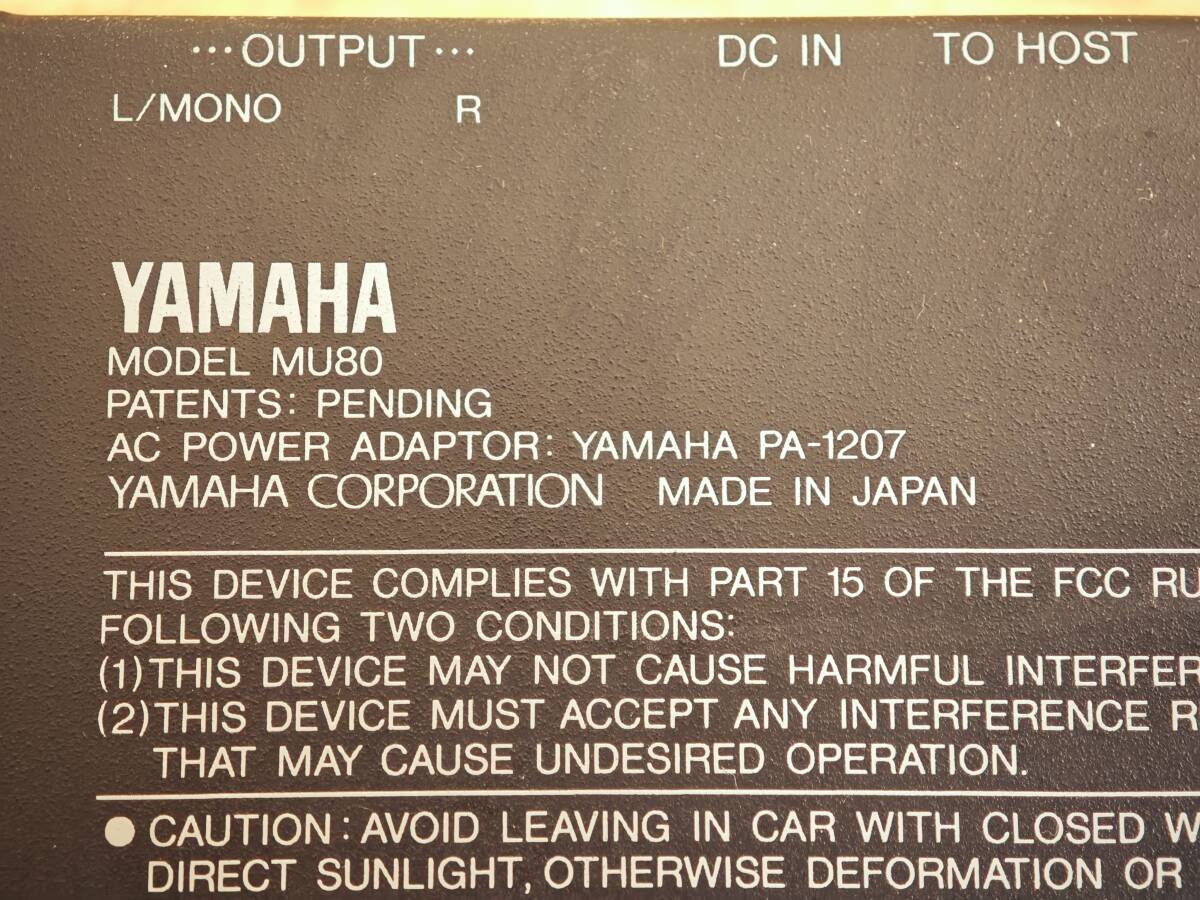 ···OUTPUT··· DC IN TO HOST
L/MONO R
YAMAHA
MODEL MU80
PATENTS: PENDING
AC POWER ADAPTOR: YAMAHA PA-1207
YAMAHA CORPORATION MADE IN JAPAN
THIS DEVICE COMPLIES WITH PART 15 OF THE FCC RU
FOLLOWING TWO CONDITIONS:
(1) THIS DEVICE MAY NOT CAUSE HARMFUL INTERFER
(2) THIS DEVICE MUST ACCEPT ANY INTERFERENCE R
THAT MAY CAUSE UNDESIRED OPERATION.
● CAUTION: AVOID LEAVING IN CAR WITH CLOSED W
DIRECT SUNLIGHT, OTHERWISE DEFORMATION OR